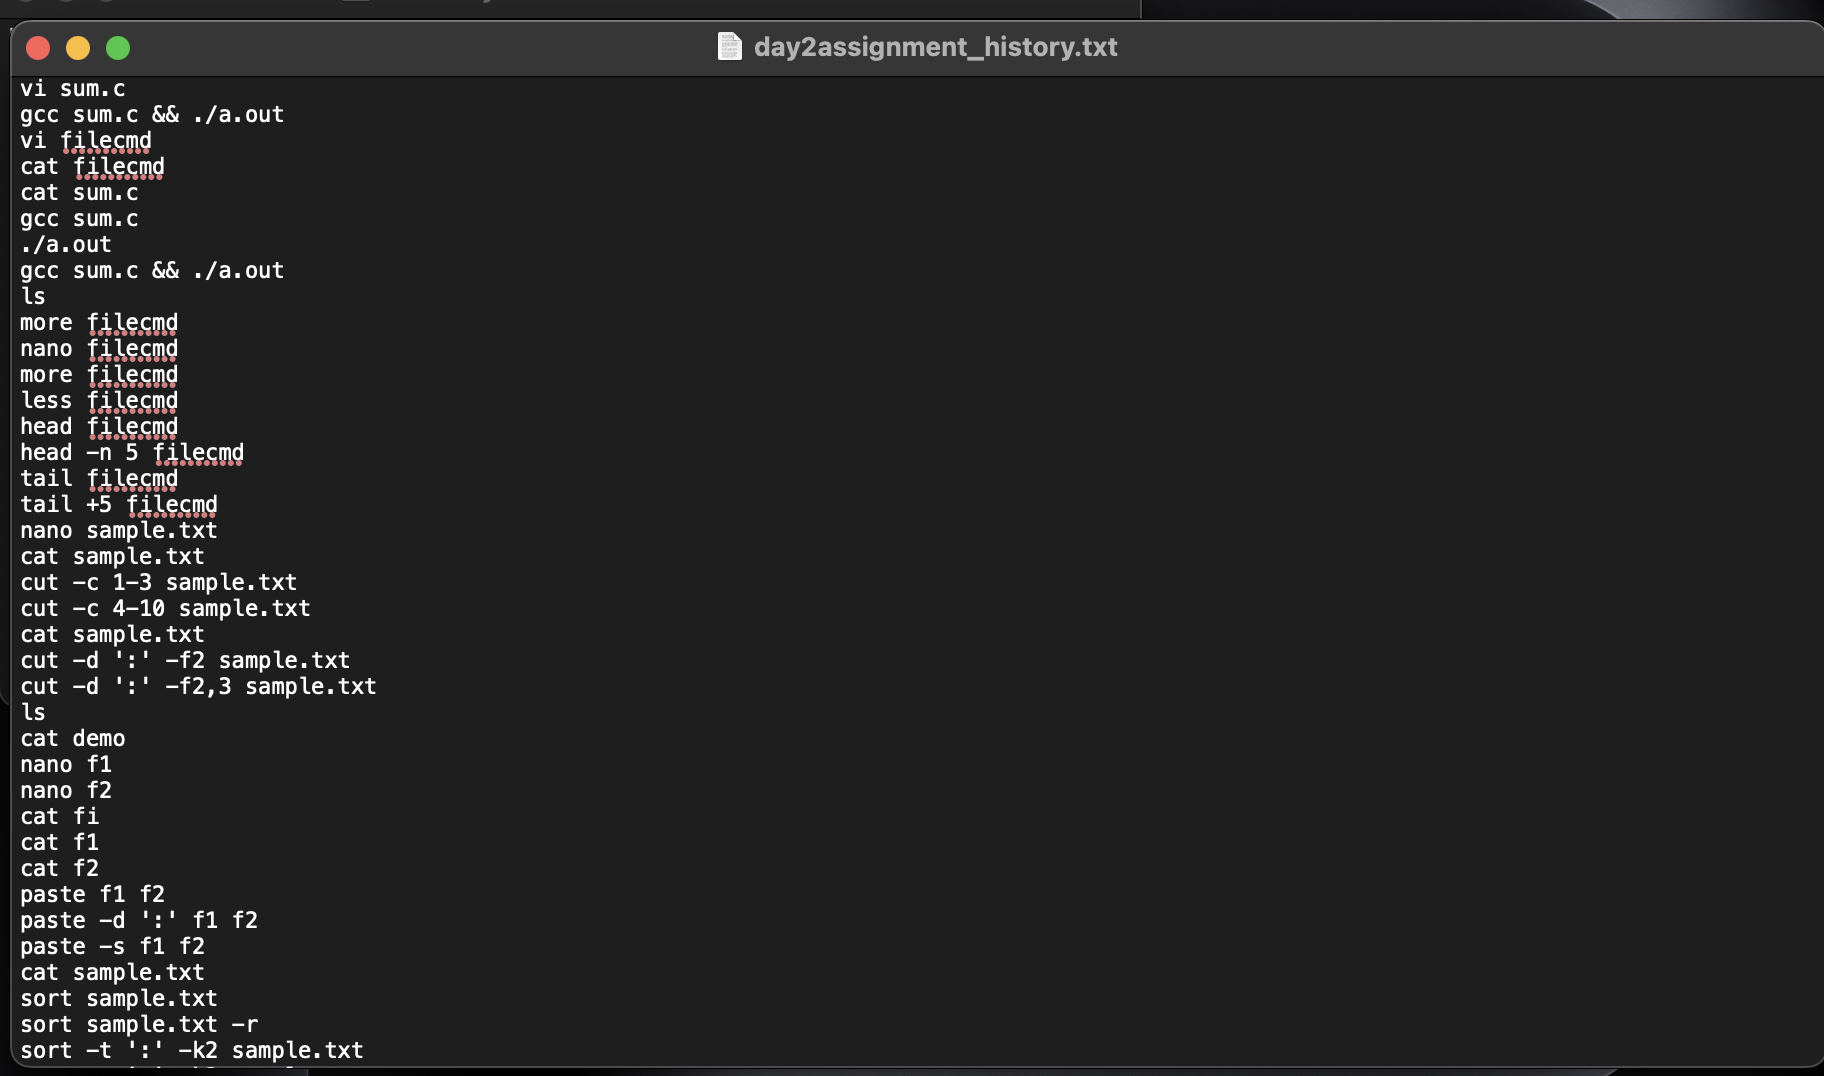 day2assignment_history.txt
vi sum.c
gcc sum.c && ./a.out
vi filecmd
cat filecmd
cat sum.c
gcc sum.c
./a.out
gcc sum.c && ./a.out
ls
more filecmd
nano filecmd
more filecmd
less filecmd
head filecmd
head -n 5 filecmd
tail filecmd
tail +5 filecmd
nano sample.txt
cat sample.txt
cut -c 1-3 sample.txt
cut -c 4-10 sample.txt
cat sample.txt
cut -d ':' -f2 sample.txt
cut -d ':' -f2,3 sample.txt
ls
cat demo
nano f1
nano f2
cat fi
cat f1
cat f2
paste f1 f2
paste -d ':' f1 f2
paste -s f1 f2
cat sample.txt
sort sample.txt
sort sample.txt -r
sort -t ':' -k2 sample.txt